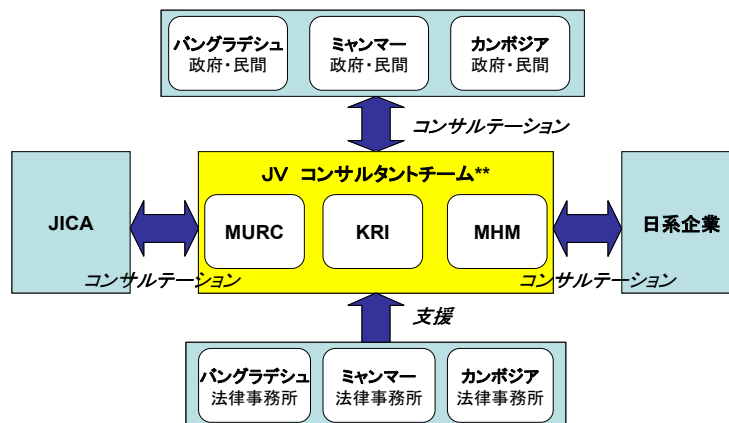 バングラデシュ
政府・民間
ミャンマー
政府・民間
カンボジア
政府・民間
コンサルテーション
JICA
JV コンサルタントチーム**
MURC
KRI
MHM
日系企業
コンサルテーション
コンサルテーション
支援
バングラデシュ
法律事務所
ミャンマー
法律事務所
カンボジア
法律事務所